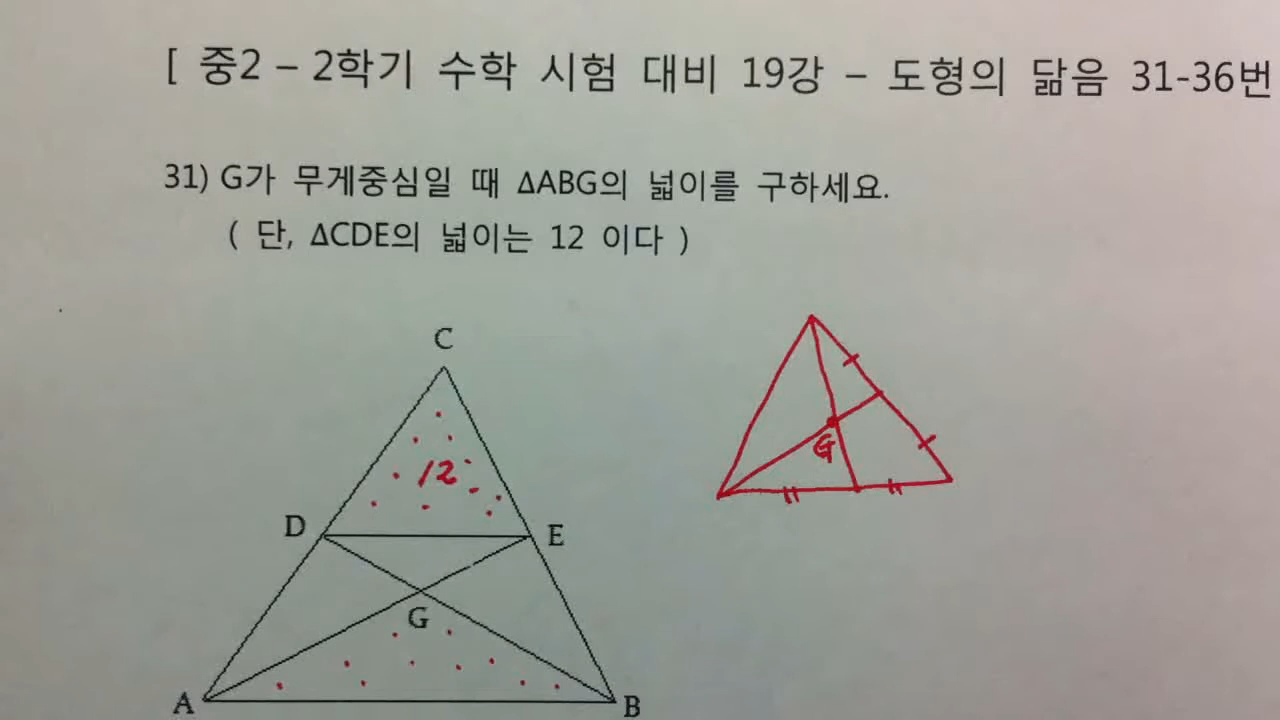 [ 중2 – 2학기 수학 시험 대비 19강 – 도형의 닮음 31-36번
31) G가 무게중심일 때 ΔABG의 넓이를 구하세요.
( 단, ΔCDE의 넓이는 12 이다 )
C
12
D
E
G
A
B
G